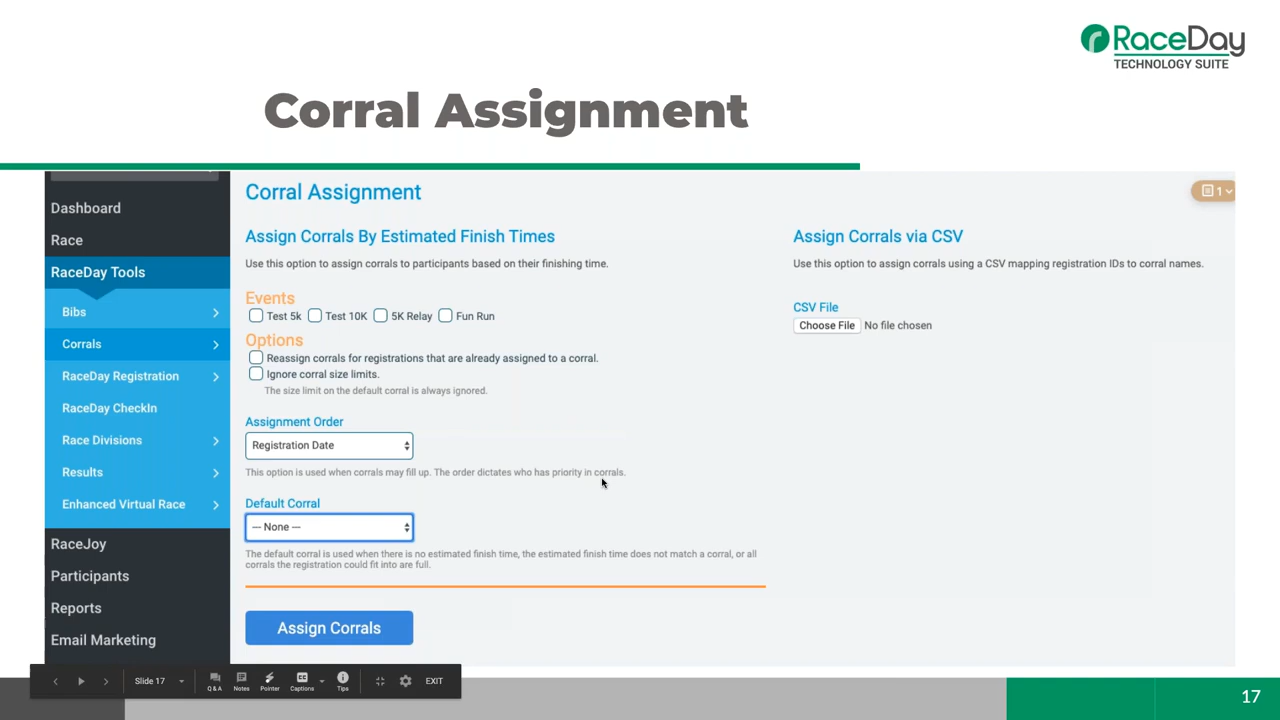 RaceDay
TECHNOLOGY SUITE
Corral Assignment
Dashboard
Race
RaceDay Tools
Bibs
Corrals
RaceDay Registration
RaceDay CheckIn
Race Divisions
Results
Enhanced Virtual Race
RaceJoy
Participants
Reports
Email Marketing
Corral Assignment
1
Assign Corrals By Estimated Finish Times
Use this option to assign corrals to participants based on their finishing time.
Events
Test 5k Test 10K 5K Relay Fun Run
Options
Reassign corrals for registrations that are already assigned to a corral.
Ignore corral size limits.
The size limit on the default corral is always ignored.
Assignment Order
Registration Date
This option is used when corrals may fill up. The order dictates who has priority in corrals.
Default Corral
--- None ---
The default corral is used when there is no estimated finish time, the estimated finish time does not match a corral, or all
corrals the registration could fit into are full.
Assign Corrals
Assign Corrals via CSV
Use this option to assign corrals using a CSV mapping registration IDs to corral names.
CSV File
Choose File No file chosen
Slide 17
Q & A
Notes
Pointer
Captions
Tips
EXIT
17